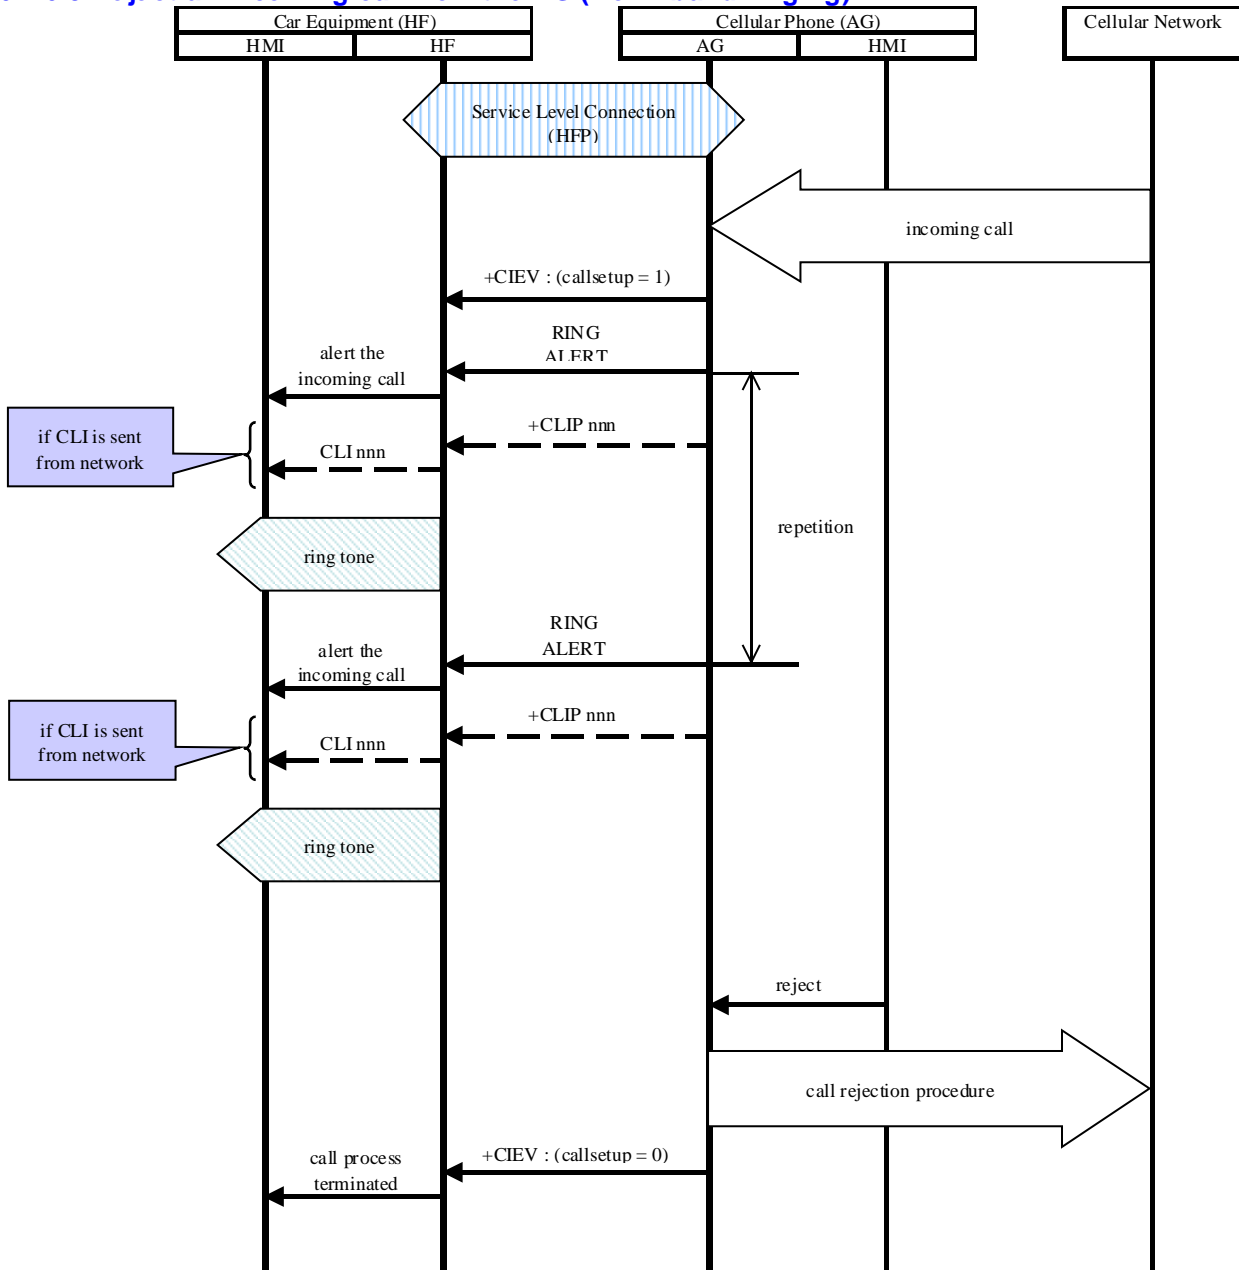 Car Equipment (HF)
Cellular Phone (AG)
Cellular Network
HMI
HF
AG
HMI
Service Level Connection
(HFP)
incoming call
+CIEV : (callsetup = 1)
RING
ALERT
alert the
incoming call
+CLIP nnn
if CLI is sent
from network
CLI nnn
repetition
ring tone
RING
ALERT
alert the
incoming call
+CLIP nnn
if CLI is sent
from network
CLI nnn
ring tone
reject
call rejection procedure
+CIEV : (callsetup = 0)
call process
terminated